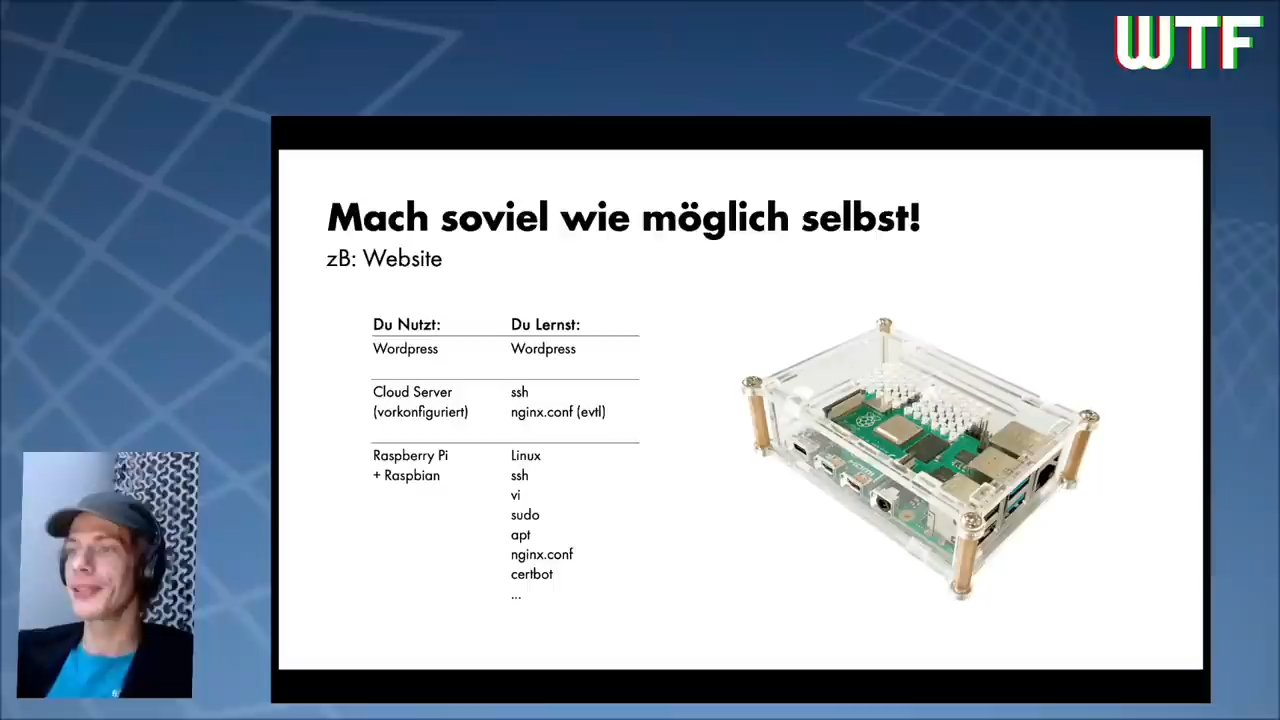 WTF
Mach soviel wie möglich selbst!
zB: Website
Du Nutzt: Du Lernst:
Wordpress Wordpress
Cloud Server ssh
(vorkonfiguriert) nginx.conf (evtl)
Raspberry Pi Linux
+ Raspbian ssh
vi
sudo
apt
nginx.conf
certbot
...
HDMI